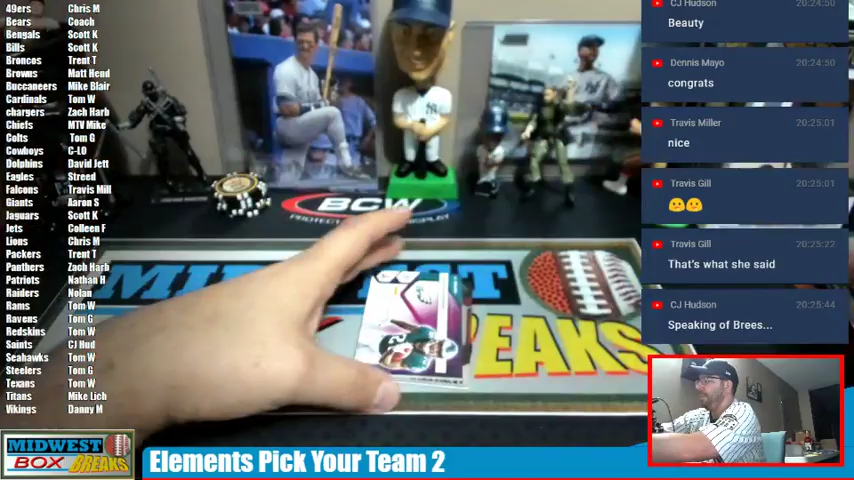 49ers Chris M
Bears Coach
Bengals Scott K
Bills Scott K
Broncos Trent T
Browns Matt Hend
Buccaneers Mike Blair
Cardinals Tom W
chargers Zach Harb
Chiefs MTV Mike
Colts Tom G
Cowboys C-LO
Dolphins David Jett
Eagles Streed
Falcons Travis Mill
Giants Aaron S
Jaguars Scott K
Jets Colleen F
Lions Chris M
Packers Trent T
Panthers Zach Harb
Patriots Nathan H
Raiders Nolan
Rams Tom W
Ravens Tom G
Redskins Tom W
Saints CJ Hud
Seahawks Tom W
Steelers Tom G
Texans Tom W
Titans Mike Lich
Vikings Danny M
BCW
MIDWEST
BREAKS
CJ Hudson 20:24:50
Beauty
Dennis Mayo 20:24:50
congrats
Travis Miller 20:25:01
nice
Travis Gill 20:25:01
😕😕
Travis Gill 20:25:22
That's what she said
CJ Hudson 20:25:44
Speaking of Brees...
MIDWEST
BOX BREAKS
Elements Pick Your Team 2